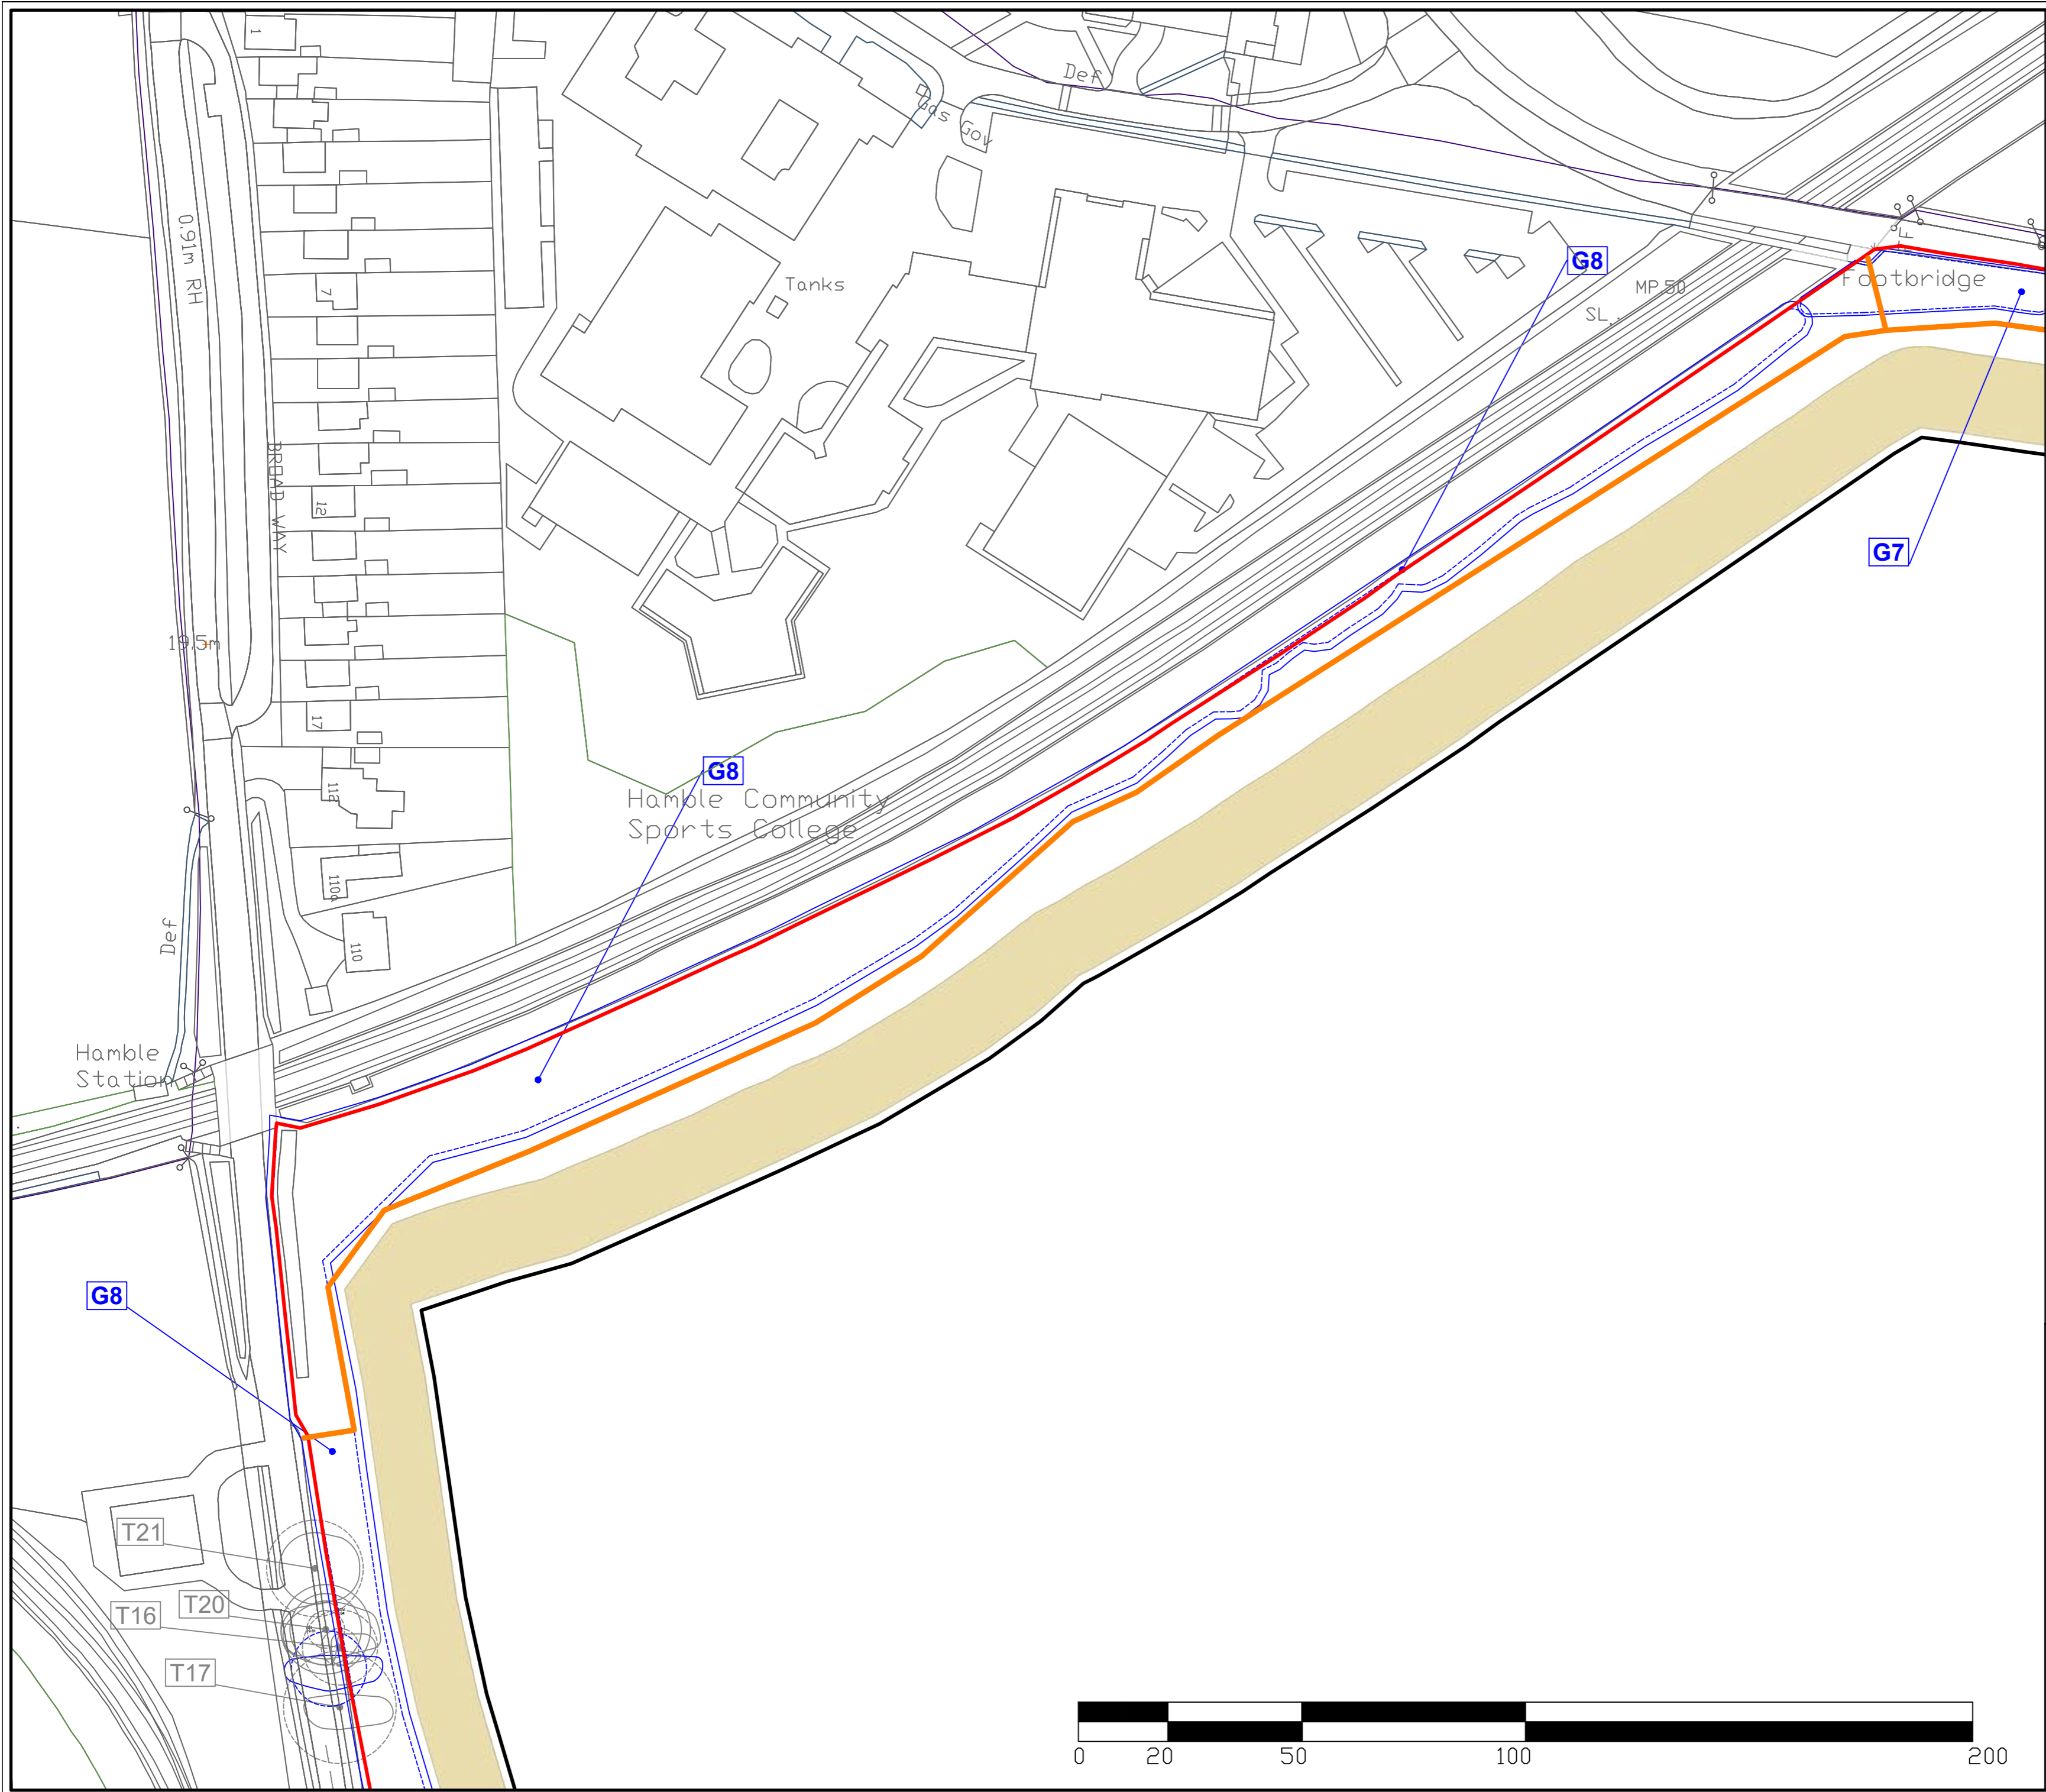 1
Def
Gas Gov
0.91m RH
Tanks
7
G8
MP 50
SL
Footbridge
BROAD WAY
12
G7
19.5m
17
11a
G8
Hamble Community
Sports College
110a
110
Def
Hamble
Station
G8
T21
T20
T16
T17
0 20 50 100 200